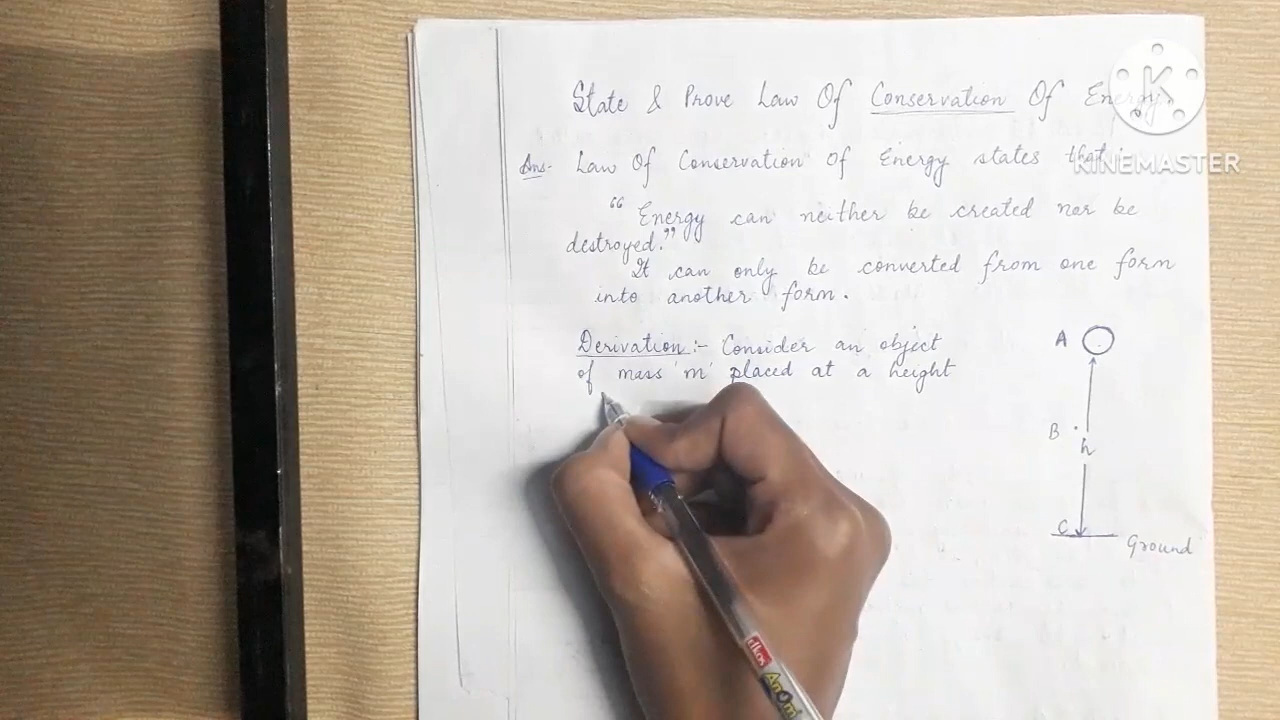 State & Prove Law Of Conservation Of Energy.
KINEMASTER
Ans- Law Of Conservation Of Energy states that :
" Energy can neither be created nor be
destroyed."
It can only be converted from one form
into another form.
Derivation :- Consider an object
of mass 'm' placed at a height
A
B
h
C
Ground
elkos